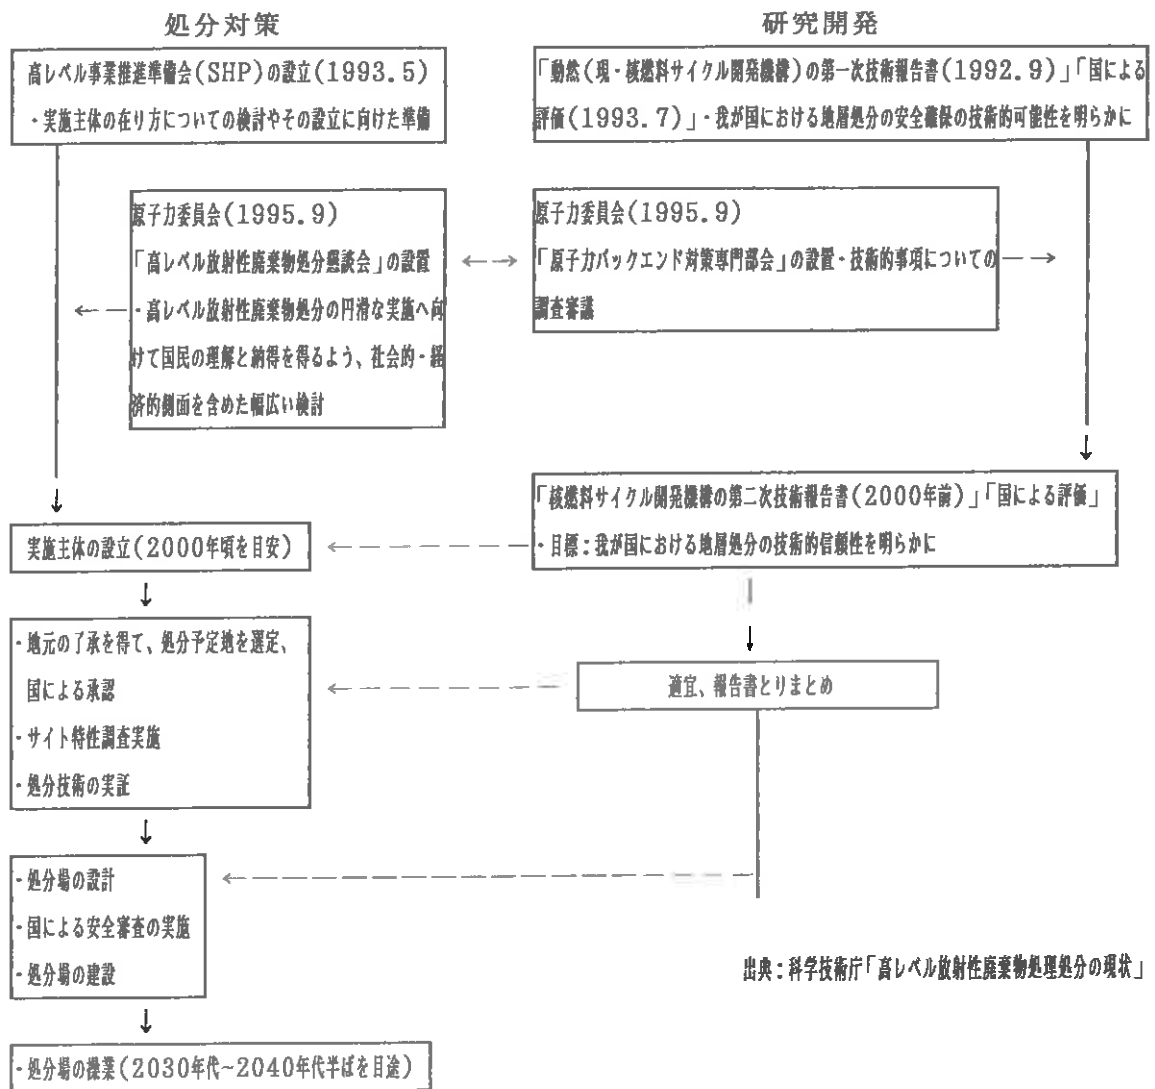 処分対策
高レベル事業推進準備会(SHP)の設立(1993.5)
・実施主体の在り方についての検討やその設立に向けた準備
原子力委員会(1995.9)
「高レベル放射性廃棄物処分懇談会」の設置
・高レベル放射性廃棄物処分の円滑な実施へ向
けて国民の理解と納得を得るよう、社会的・経
済的側面を含めた幅広い検討
実施主体の設立(2000年頃を目安)
・地元の了承を得て、処分予定地を選定、
国による承認
・サイト特性調査実施
・処分技術の実証
・処分場の設計
・国による安全審査の実施
・処分場の建設
・処分場の操業(2030年代~2040年代半ばを目途)
研究開発
「動然(現・核燃料サイクル開発機構)の第一次技術報告書(1992.9)」「国による
評価(1993.7)」・我が国における地層処分の安全確保の技術的可能性を明らかに
原子力委員会(1995.9)
「原子力バックエンド対策専門部会」の設置・技術的事項についての
調査審議
「核燃料サイクル開発機構の第二次技術報告書(2000年前)」「国による評価」
・目標:我が国における地層処分の技術的信頼性を明らかに
適宜、報告書とりまとめ
出典:科学技術庁「高レベル放射性廃棄物処理処分の現状」